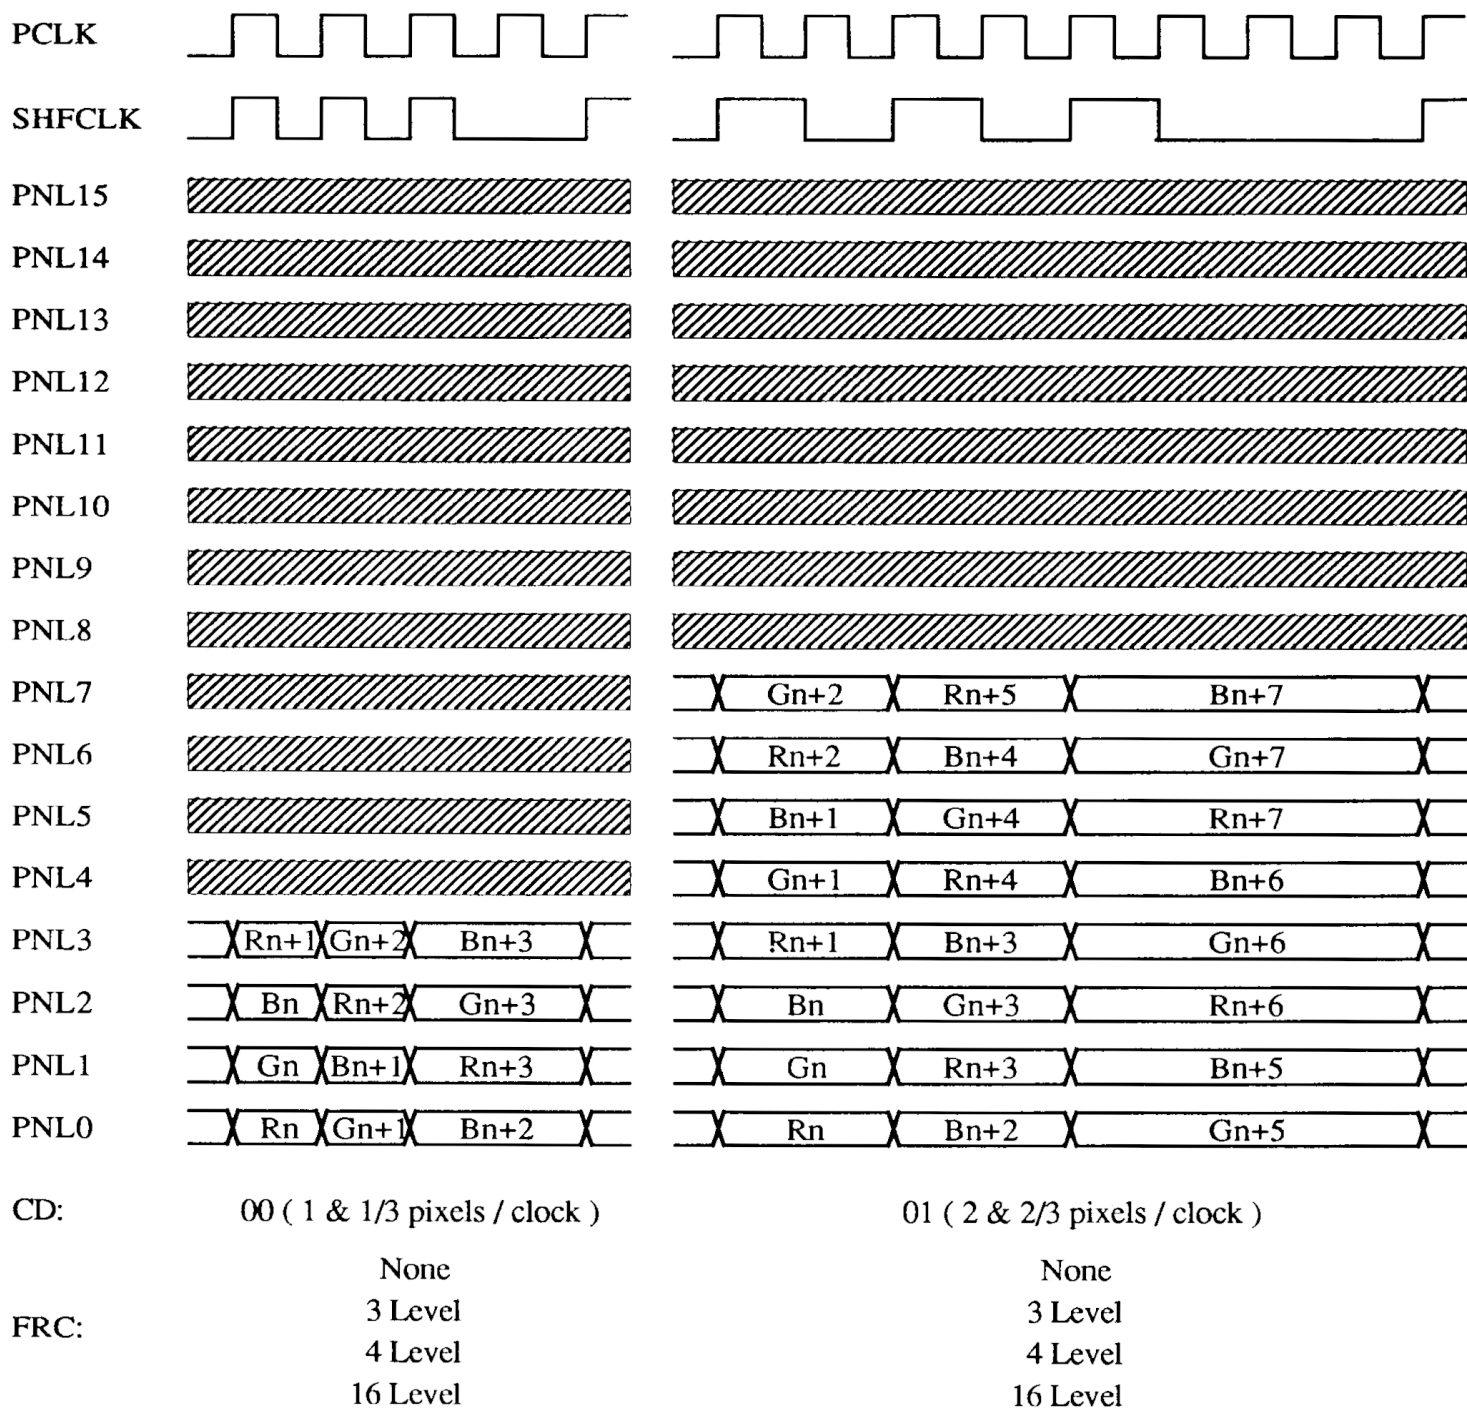 PCLK
SHFCLK
PNL15
PNL14
PNL13
PNL12
PNL11
PNL10
PNL9
PNL8
PNL7 Gn+2 Rn+5 Bn+7
PNL6 Rn+2 Bn+4 Gn+7
PNL5 Bn+1 Gn+4 Rn+7
PNL4 Gn+1 Rn+4 Bn+6
PNL3 Rn+1 Gn+2 Bn+3 Rn+1 Bn+3 Gn+6
PNL2 Bn Rn+2 Gn+3 Bn Gn+3 Rn+6
PNL1 Gn Bn+1 Rn+3 Gn Rn+3 Bn+5
PNL0 Rn Gn+1 Bn+2 Rn Bn+2 Gn+5
CD: 00 ( 1 & 1/3 pixels / clock ) 01 ( 2 & 2/3 pixels / clock )
None None
3 Level 3 Level
FRC:
4 Level 4 Level
16 Level 16 Level